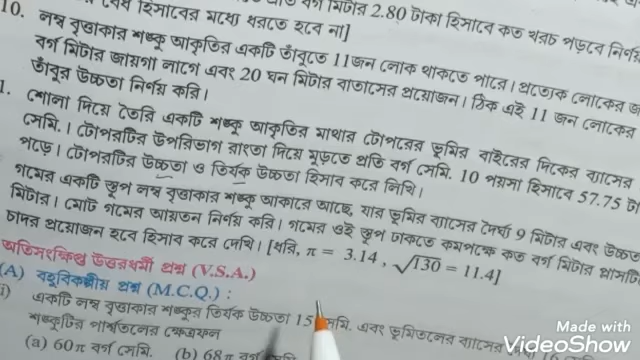 বর্গ মিটার 2.80 টাকা হিসাবে কত খরচ পড়বে
হিসাবের মধ্যে ধরতে হবে না]
10. লম্ব বৃত্তাকার শঙ্কু আকৃতির একটি তাঁবুতে 11 জন লোক থাকতে পারে। প্রত্যেক লোকের
বর্গ মিটার জায়গা লাগে এবং 20 ঘন মিটার বাতাসের প্রয়োজন। ঠিক এই 11 জন লোকের
তাঁবুর উচ্চতা নির্ণয় করি।
1. শোলা দিয়ে তৈরি একটি শঙ্কু আকৃতির মাথার টোপরের ভূমির বাইরের দিকের ব্যাসের
সেমি.। টোপরটির উপরিভাগ রাংতা দিয়ে মুড়তে প্রতি বর্গ সেমি. 10 পয়সা হিসাবে 57.75
পড়ে। টোপরটির উচ্চতা ও তির্যক উচ্চতা হিসাব করে লিখি।
গমের একটি স্তূপ লম্ব বৃত্তাকার শঙ্কু আকারে আছে, যার ভূমির ব্যাসের দৈর্ঘ্য 9 মিটার এবং উচ্চতা
মিটার। মোট গমের আয়তন নির্ণয় করি। গমের ওই স্তূপ ঢাকতে কমপক্ষে কত বর্গ মিটার
চাদর প্রয়োজন হবে হিসাব করে দেখি। [ধরি, π = 3.14, √130 = 11.4]
অতিসংক্ষিপ্ত উত্তরধর্মী প্রশ্ন (V.S.A.)
(A) বহুবিকল্পীয় প্রশ্ন (M.C.Q.) :
i) একটি লম্ব বৃত্তাকার শঙ্কুর তির্যক উচ্চতা 15 সেমি. এবং ভূমিতলের ব্যাসের
শঙ্কুটির পার্শ্বতলের ক্ষেত্রফল
(a) 60π বর্গ সেমি. (b) 68π বর্গ সেমি.
Made with
VideoShow